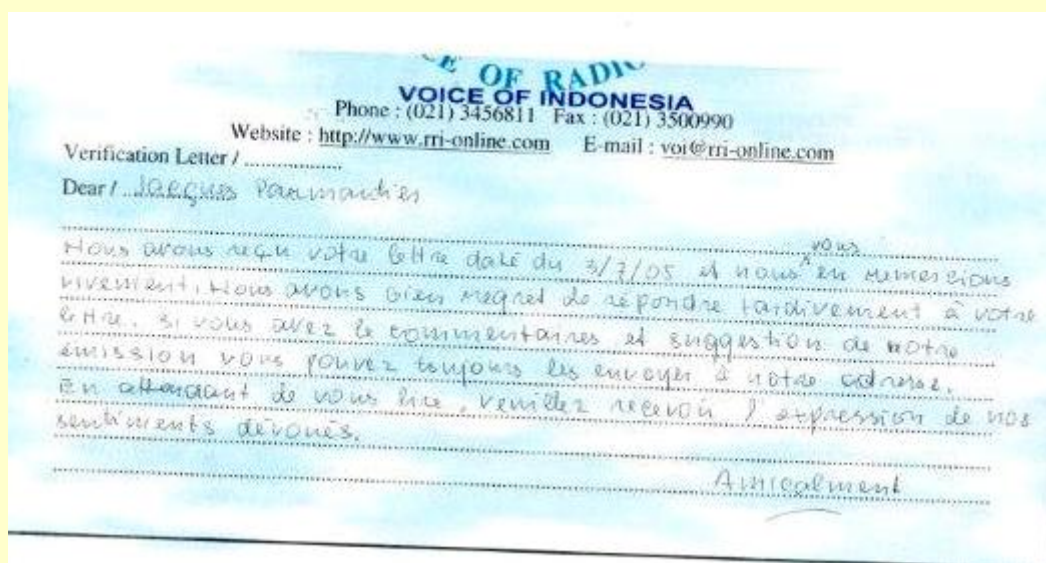 OF RADIO
VOICE OF INDONESIA
Phone : (021) 3456811 Fax : (021) 3500990
Website : http://www.rri-online.com E-mail : voi@rri-online.com
Verification Letter / ..............
Dear / Jacques Parmantier
vous
Nous avons reçu votre lettre daté du 3/7/05 et nous en remercions
vivement. Nous avons bien regret de répondre tardivement à votre
lettre. Si vous avez le commentaires et suggestion de notre
émission vous pouvez toujours les envoyer à notre adresse.
En attendant de vous lire, veuillez recevoir l'expression de nos
sentiments dévoués.
Amicalment